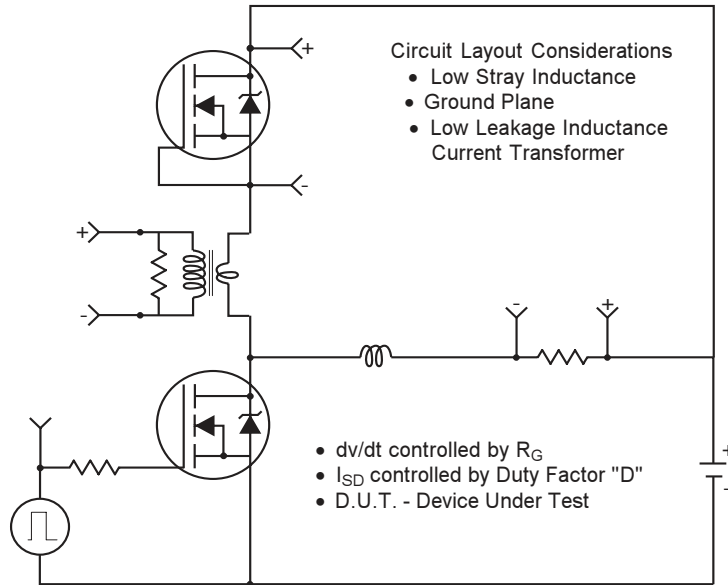 +
Circuit Layout Considerations
• Low Stray Inductance
• Ground Plane
• Low Leakage Inductance
Current Transformer
-
+
-
-
+
+
-
• dv/dt controlled by RG
• ISD controlled by Duty Factor "D"
• D.U.T. - Device Under Test